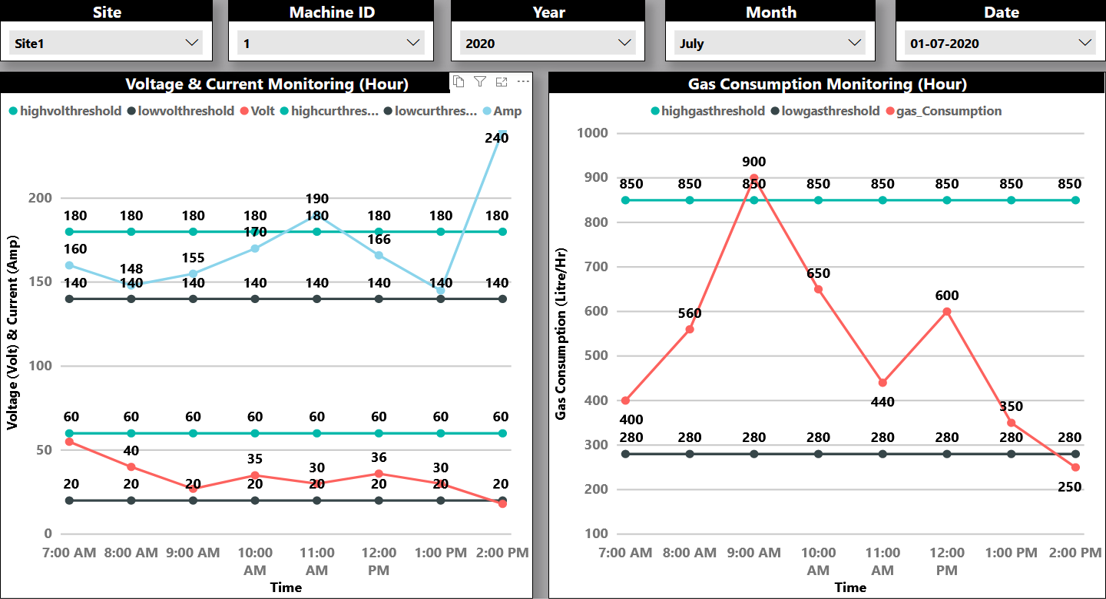 Site
Machine ID
Year
Month
Date
Site1
1
2020
July
01-07-2020
Voltage & Current Monitoring (Hour)
highvolthreshold lowvolthreshold Volt highcurthres... lowcurthres... Amp
Voltage (Volt) & Current (Amp)
200
150
100
50
0
240
190
180 180 180 180 180 180 180 180
160 148 155 170 166
140 140 140 140 140 140 140 140
60 60 60 60 60 60 60 60
40 35 30 36 30
20 20 20 20 20 20 20 20
7:00 AM 8:00 AM 9:00 AM 10:00 AM 11:00 AM 12:00 PM 1:00 PM 2:00 PM
Time
Gas Consumption Monitoring (Hour)
highgasthreshold lowgasthreshold gas_Consumption
Gas Consumption (Litre/Hr)
1000
900
800
700
600
500
400
300
200
100
900
850 850 850 850 850 850 850 850
650
560 600
400 440 350
280 280 280 280 280 280 280 280
250
7:00 AM 8:00 AM 9:00 AM 10:00 AM 11:00 AM 12:00 PM 1:00 PM 2:00 PM
Time